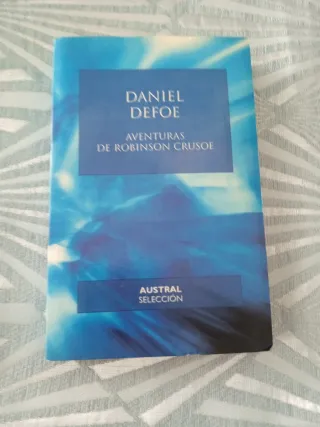 DANIEL
DEFOE
AVENTURAS
DE ROBINSON CRUSOE
AUSTRAL
SELECCIÓN